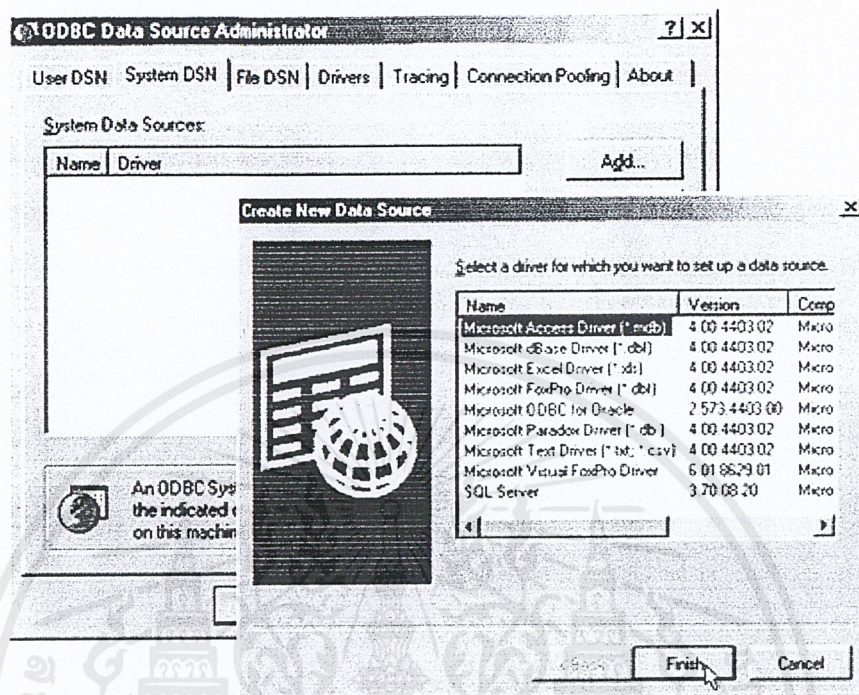 ODBC Data Source Administrator
User DSN System DSN File DSN Drivers Tracing Connection Pooling About
System Data Sources:
Name Driver
Add...
An ODBC Sys
the indicated
on this machin
Create New Data Source
Select a driver for which you want to set up a data source.
Name Version Comp
Microsoft Access Driver (*.mdb) 4.00.4403.02 Micro
Microsoft dBase Driver (*.dbf) 4.00.4403.02 Micro
Microsoft Excel Driver (*.xls) 4.00.4403.02 Micro
Microsoft FoxPro Driver (*.dbf) 4.00.4403.02 Micro
Microsoft ODBC for Oracle 2.573.4403.00 Micro
Microsoft Paradox Driver (*.db ) 4.00.4403.02 Micro
Microsoft Text Driver (*.txt; *.csv) 4.00.4403.02 Micro
Microsoft Visual FoxPro Driver 6.01.8629.01 Micro
SQL Server 3.70.08.20 Micro
< Back Finish Cancel